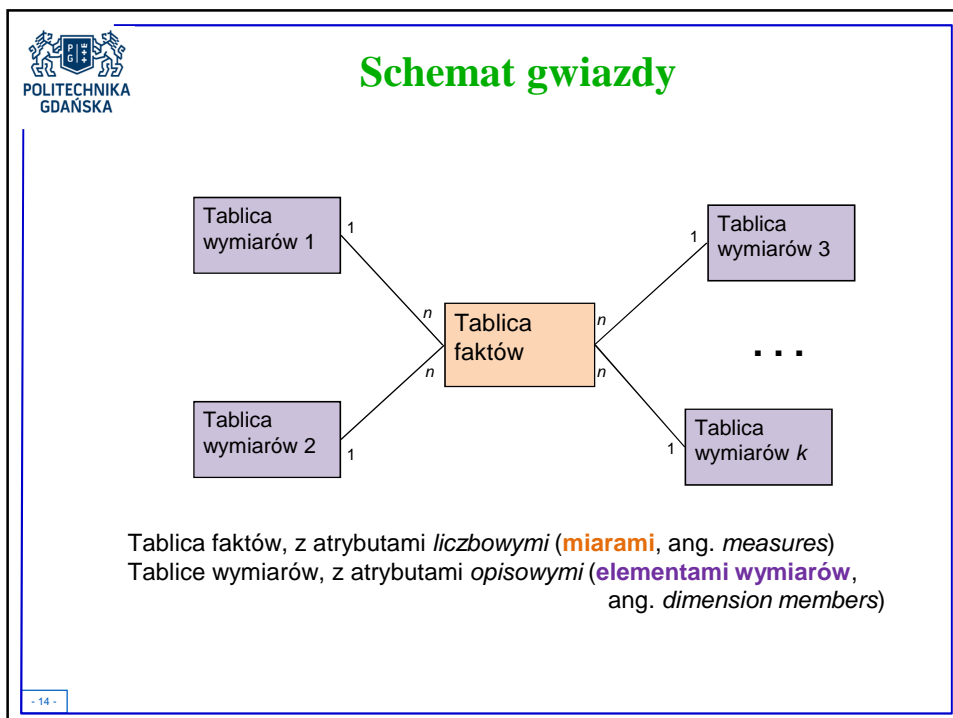 POLITECHNIKA
GDAŃSKA
Schemat gwiazdy
Tablica
wymiarów 1
1
Tablica
wymiarów 3
1
n
Tablica
faktów
n
. . .
n
n
Tablica
wymiarów 2
1
Tablica
wymiarów k
1
Tablica faktów, z atrybutami liczbowymi (miarami, ang. measures)
Tablice wymiarów, z atrybutami opisowymi (elementami wymiarów,
ang. dimension members)
- 14 -